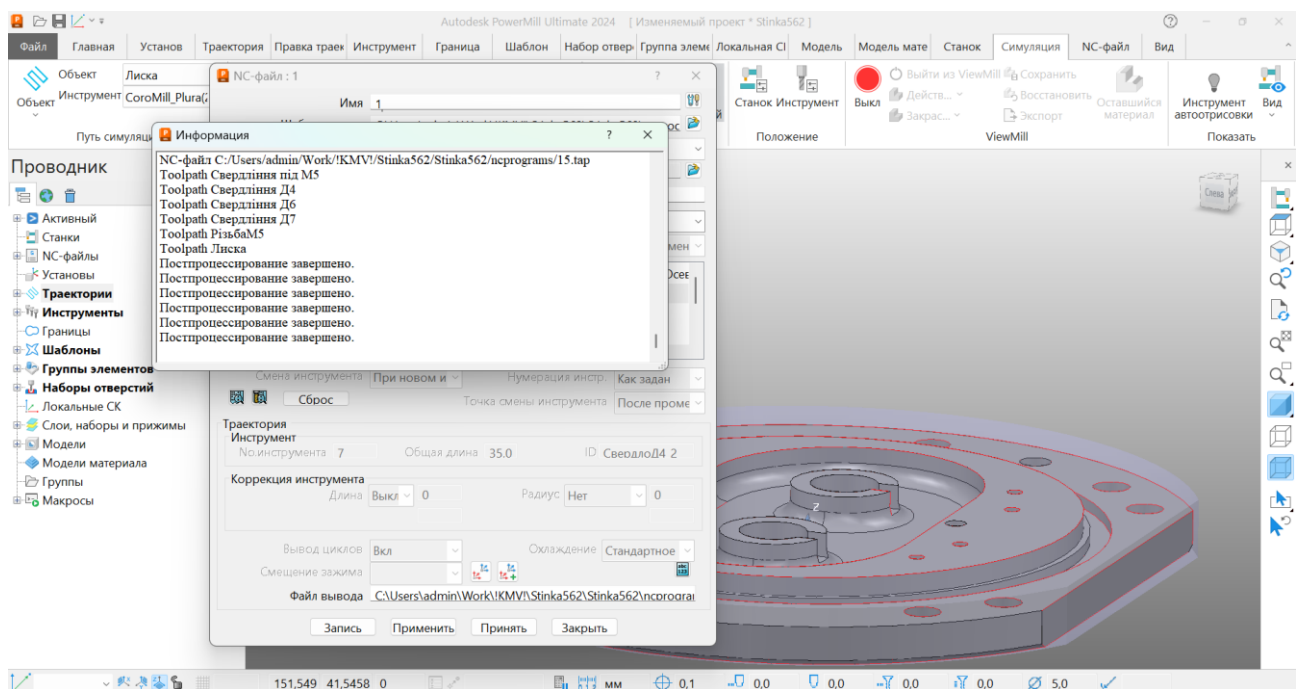 Autodesk PowerMill Ultimate 2024 [ Изменяемый проект * Stinka562 ]
Файл Главная Установ Траектория Правка траек Инструмент Граница Шаблон Набор отвер Группа элеме Локальная СІ Модель Модель мате Станок Симуляция NC-файл Вид
Объект Лиска
Объект
Инструмент CoroMill_Plura(
Путь симуляци
Станок Инструмент
Положение
Выкл
Выйти из ViewMill
Действ...
Закрас...
Сохранить
Восстановить
Экспорт
Оставшийся материал
ViewMill
Инструмент автоотрисовки
Вид
Показать
NC-файл : 1
Имя 1
Информация
NC-файл C:/Users/admin/Work/!KMV!/Stinka562/Stinka562/ncprograms/15.tap
Toolpath Свердління під М5
Toolpath Свердління Д4
Toolpath Свердління Д6
Toolpath Свердління Д7
Toolpath РізьбаМ5
Toolpath Лиска
Постпроцессирование завершено.
Постпроцессирование завершено.
Постпроцессирование завершено.
Постпроцессирование завершено.
Постпроцессирование завершено.
Постпроцессирование завершено.
Проводник
Активный
Станки
NC-файлы
Установы
Траектории
Инструменты
Границы
Шаблоны
Группы элементов
Наборы отверстий
Локальные СК
Слои, наборы и прижимы
Модели
Модели материала
Группы
Макросы
Смена инструмента При новом и Нумерация инстр. Как задан
Сброс Точка смены инструмента После проме
Траектория
Инструмент
No.инструмента 7 Общая длина 35.0 ID СверлоД4 2
Коррекция инструмента
Длина Выкл 0 Радиус Нет 0
Вывод циклов Вкл Охлаждение Стандартное
Смещение зажима
Файл вывода C:\Users\admin\Work\!KMV!\Stinka562\Stinka562\ncprograı
Запись Применить Принять Закрыть
Слева
Z
151,549 41,5458 0 мм 0,1 0,0 0,0 0,0 0,0 5,0